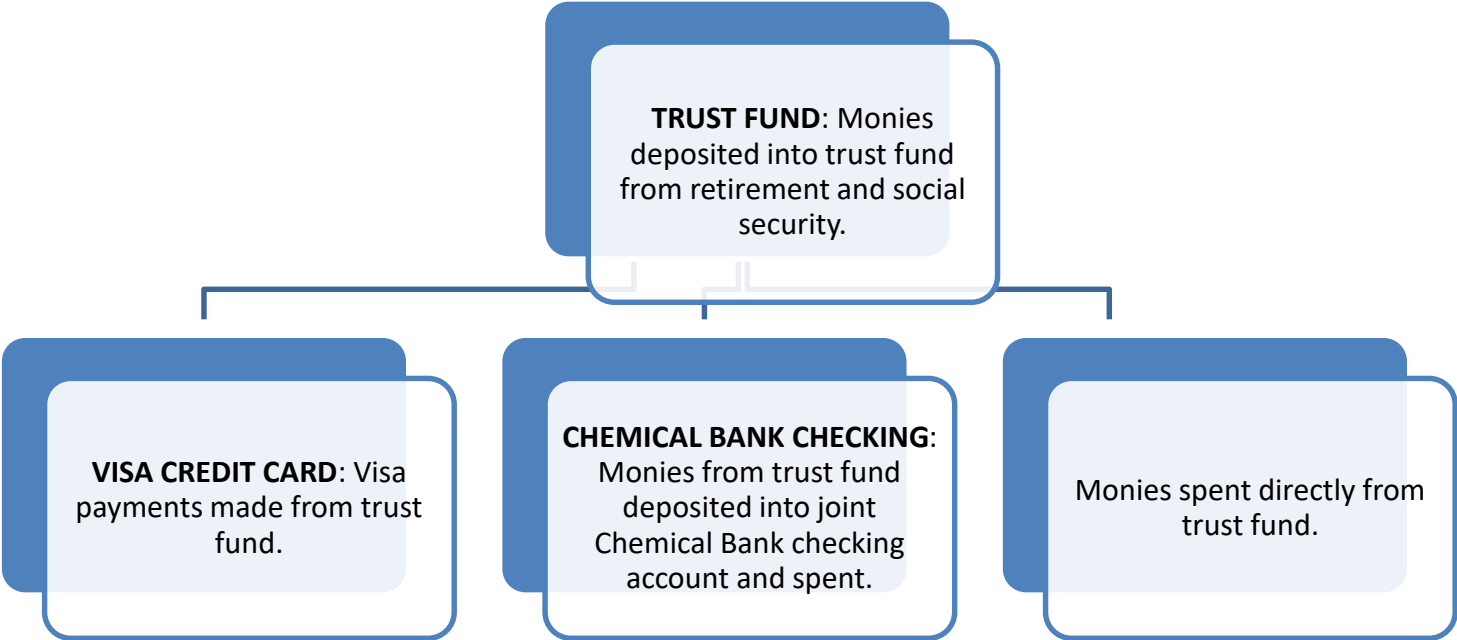 TRUST FUND: Monies
deposited into trust fund
from retirement and social
security.
VISA CREDIT CARD: Visa
payments made from trust
fund.
CHEMICAL BANK CHECKING:
Monies from trust fund
deposited into joint
Chemical Bank checking
account and spent.
Monies spent directly from
trust fund.